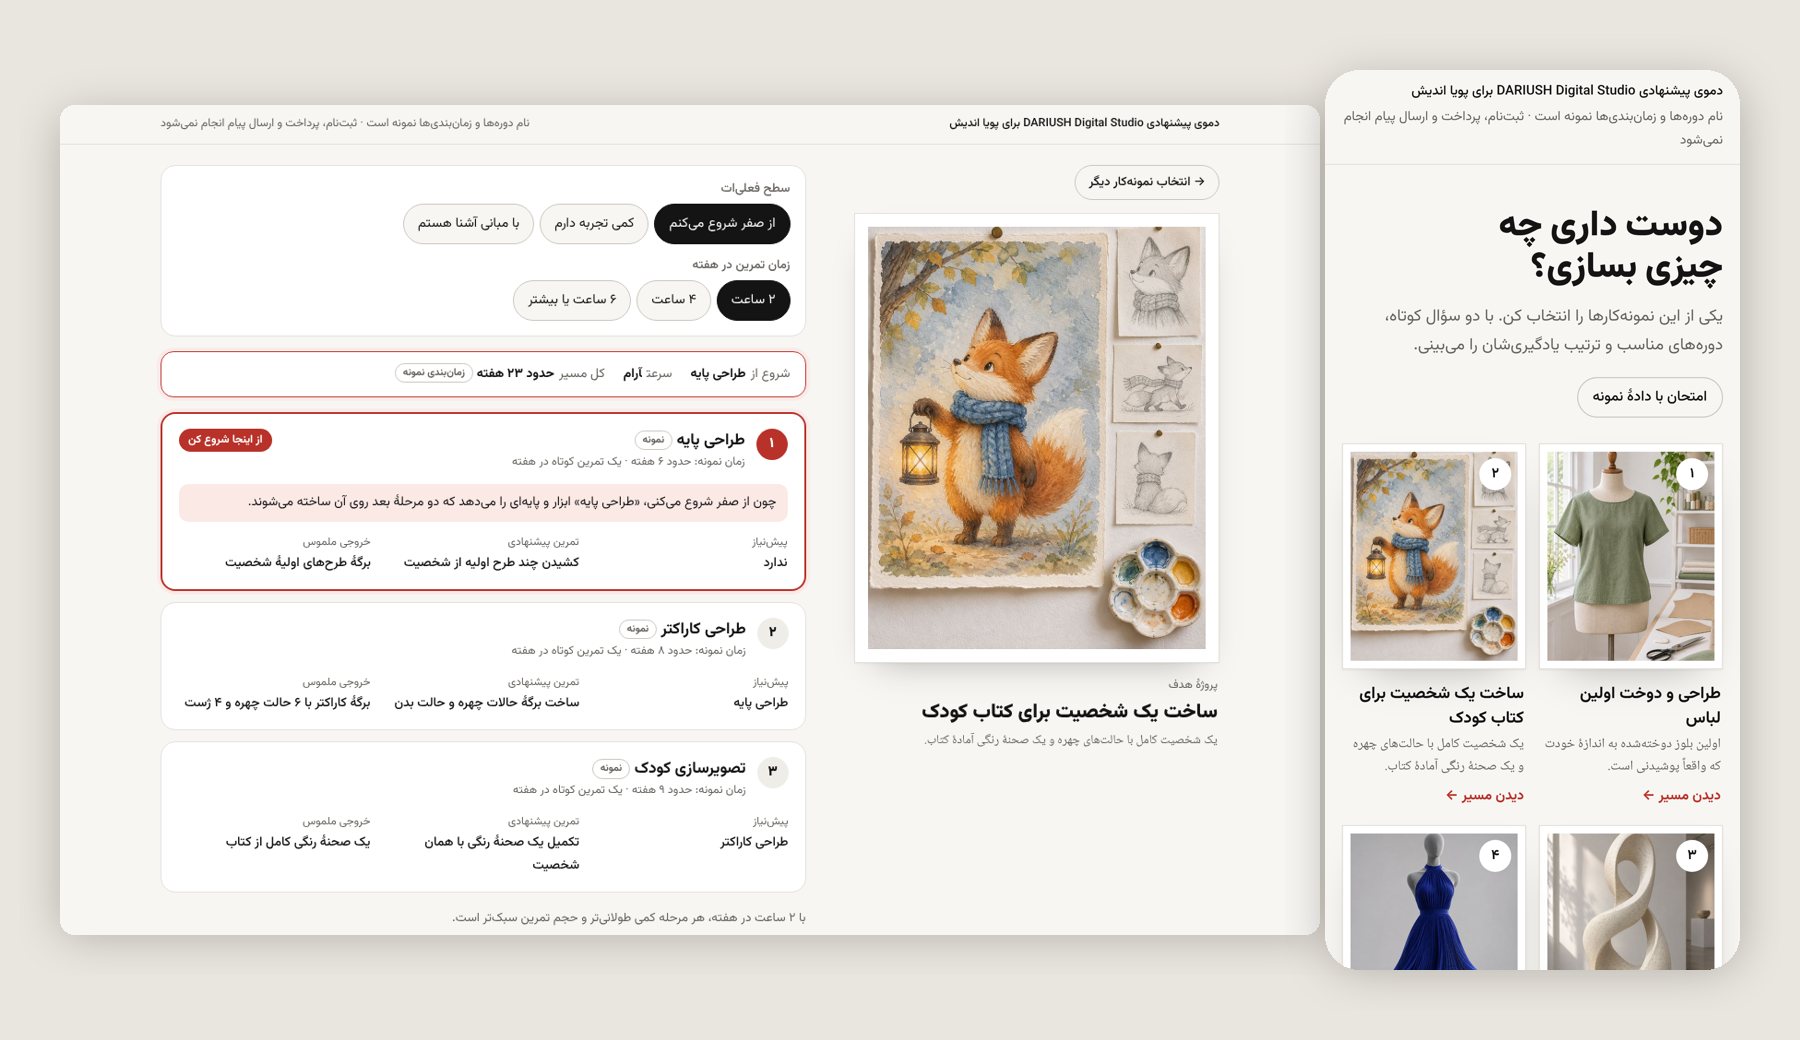 دموی پیشنهادی DARIUSH Digital Studio برای پویا اندیش
نام دوره‌ها و زمان‌بندی‌ها نمونه است · ثبت‌نام، پرداخت و ارسال پیام انجام
نمی‌شود
دوست داری چه
چیزی بسازی؟
یکی از این نمونه‌کارها را انتخاب کن. با دو سؤال کوتاه،
دوره‌های مناسب و ترتیب یادگیری‌شان را می‌بینی.
امتحان با دادهٔ نمونه
۱
طراحی و دوخت اولین
لباس
اولین بلوز دوخته‌شده به اندازهٔ خودت
که واقعاً پوشیدنی است.
دیدن مسیر ←
۲
ساخت یک شخصیت برای
کتاب کودک
یک شخصیت کامل با حالت‌های چهره
و یک صحنهٔ رنگی آمادهٔ کتاب.
دیدن مسیر ←
۳
۴
دموی پیشنهادی DARIUSH Digital Studio برای پویا اندیش
نام دوره‌ها و زمان‌بندی‌ها نمونه است · ثبت‌نام، پرداخت و ارسال پیام انجام نمی‌شود
→ انتخاب نمونه‌کار دیگر
پروژهٔ هدف
ساخت یک شخصیت برای کتاب کودک
یک شخصیت کامل با حالت‌های چهره و یک صحنهٔ رنگی آمادهٔ کتاب.
سطح فعلی‌ات
از صفر شروع می‌کنم
کمی تجربه دارم
با مبانی آشنا هستم
زمان تمرین در هفته
۲ ساعت
۴ ساعت
۶ ساعت یا بیشتر
شروع از طراحی پایه سرعت آرام کل مسیر حدود ۲۳ هفته زمان‌بندی نمونه
۱
طراحی پایه نمونه
از اینجا شروع کن
زمان نمونه: حدود ۶ هفته · یک تمرین کوتاه در هفته
چون از صفر شروع می‌کنی، «طراحی پایه» ابزار و پایه‌ای را می‌دهد که دو مرحلهٔ بعد روی آن ساخته می‌شوند.
پیش‌نیاز
ندارد
تمرین پیشنهادی
کشیدن چند طرح اولیه از شخصیت
خروجی ملموس
برگهٔ طرح‌های اولیهٔ شخصیت
۲
طراحی کاراکتر نمونه
زمان نمونه: حدود ۸ هفته · یک تمرین کوتاه در هفته
پیش‌نیاز
طراحی پایه
تمرین پیشنهادی
ساخت برگهٔ حالات چهره و حالت بدن
خروجی ملموس
برگهٔ کاراکتر با ۶ حالت چهره و ۴ ژست
۳
تصویرسازی کودک نمونه
زمان نمونه: حدود ۹ هفته · یک تمرین کوتاه در هفته
پیش‌نیاز
طراحی کاراکتر
تمرین پیشنهادی
تکمیل یک صحنهٔ رنگی با همان
شخصیت
خروجی ملموس
یک صحنهٔ رنگی کامل از کتاب
با ۲ ساعت در هفته، هر مرحله کمی طولانی‌تر و حجم تمرین سبک‌تر است.